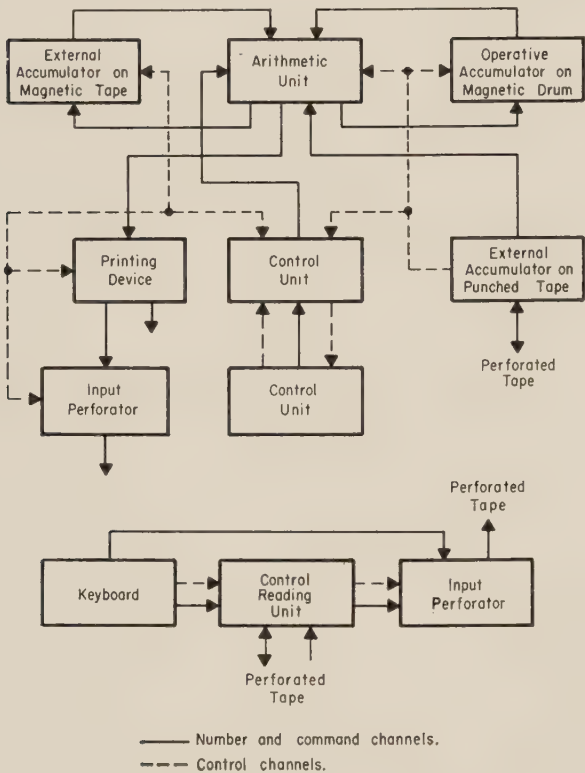 External
Accumulator on
Magnetic Tape
Arithmetic
Unit
Operative
Accumulator on
Magnetic Drum
Printing
Device
Control
Unit
External
Accumulator on
Punched Tape
Perforated
Tape
Input
Perforator
Control
Unit
Perforated
Tape
Keyboard
Control
Reading
Unit
Input
Perforator
Perforated
Tape
Number and command channels.
Control channels.